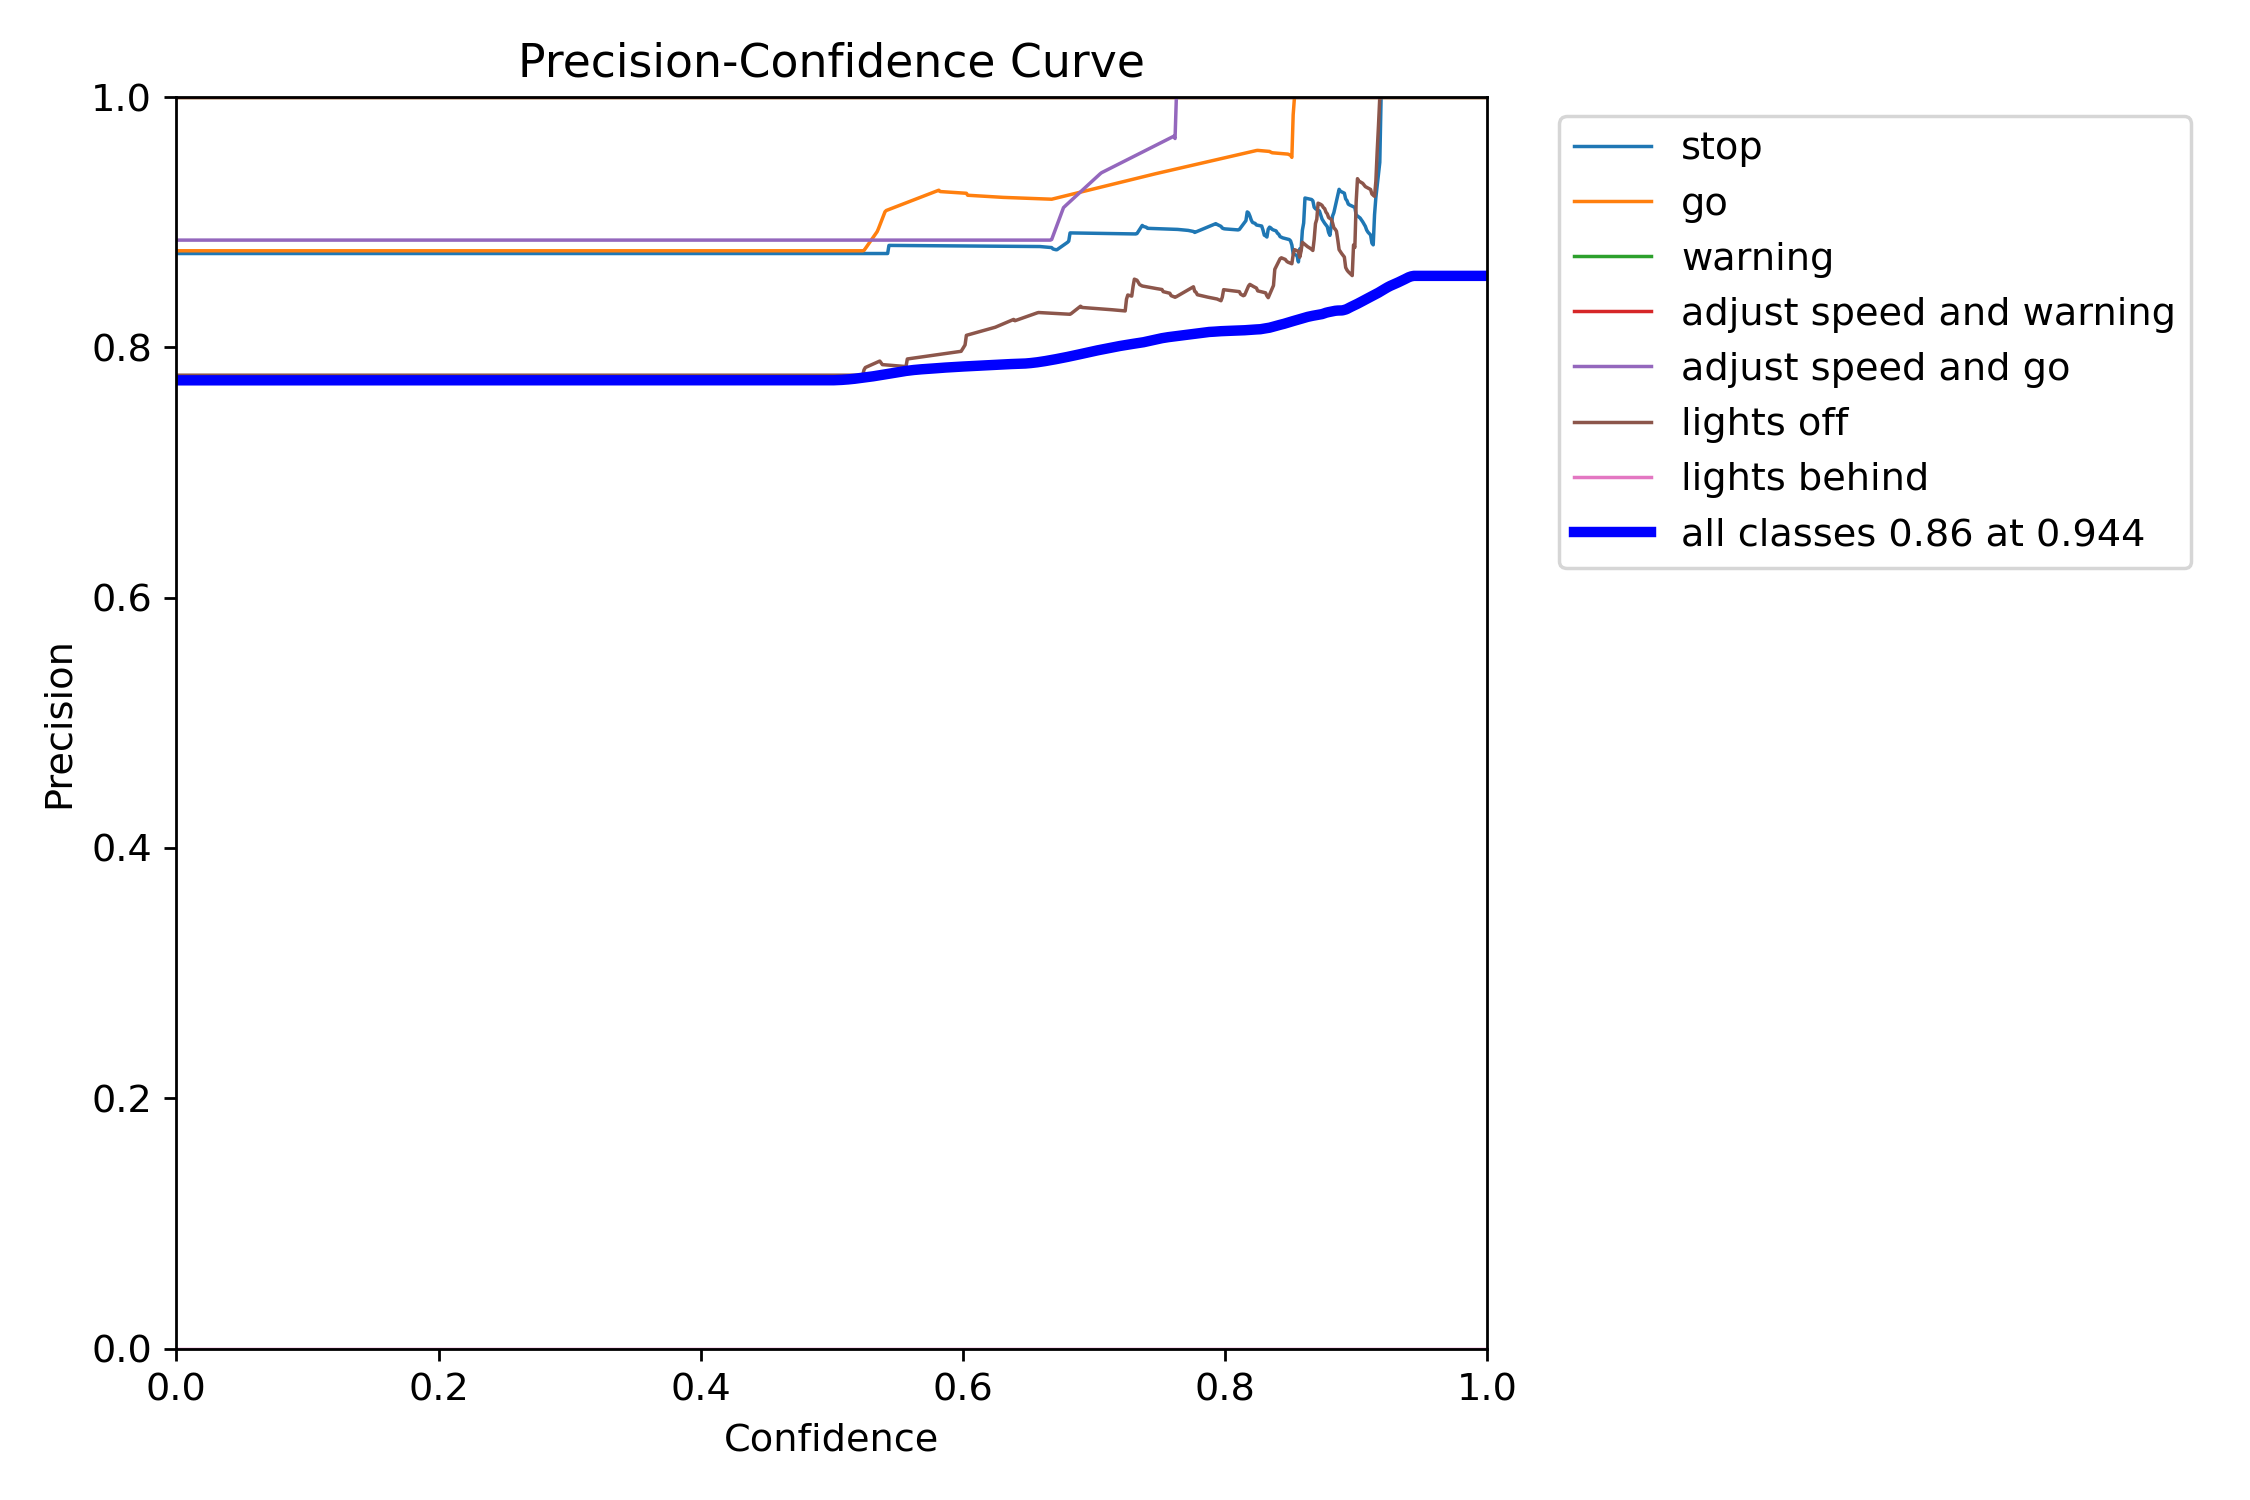 Precision-Confidence Curve
1.0
0.8
0.6
0.4
0.2
0.0
Precision
0.0 0.2 0.4 0.6 0.8 1.0
Confidence
stop
go
warning
adjust speed and warning
adjust speed and go
lights off
lights behind
all classes 0.86 at 0.944